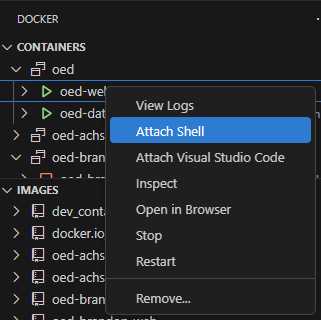 DOCKER
CONTAINERS
oed
oed-we
oed-dat
oed-achs
oed-bran
View Logs
Attach Shell
Attach Visual Studio Code
Inspect
Open in Browser
Stop
Restart
Remove...
IMAGES
dev_conta
docker.io
oed-achs
oed-achs
oed-bran